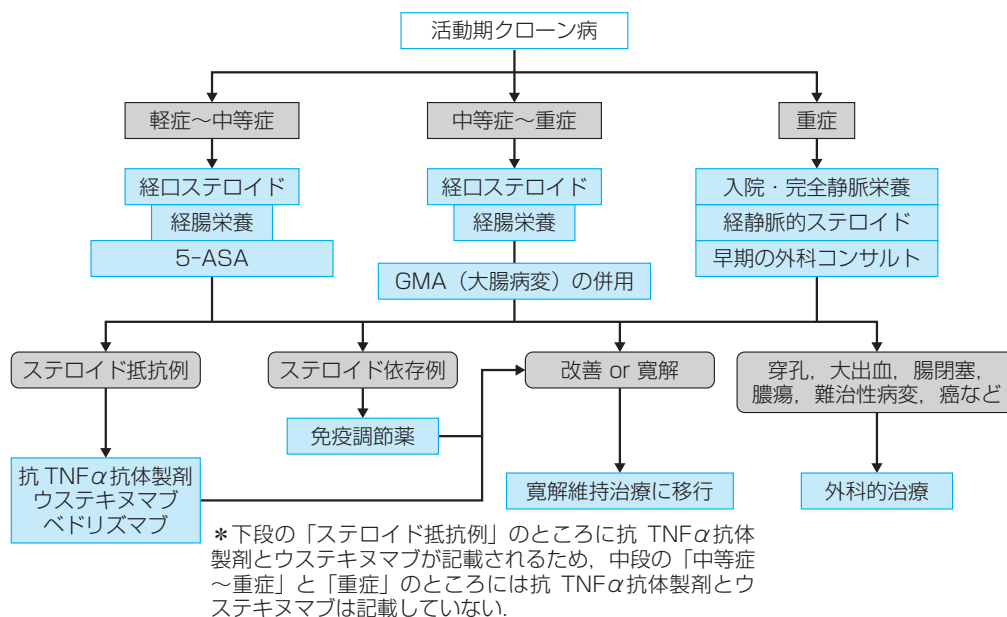 活動期クローン病
軽症～中等症
中等症～重症
重症
経口ステロイド
経腸栄養
5-ASA
経口ステロイド
経腸栄養
GMA（大腸病変）の併用
入院・完全静脈栄養
経静脈的ステロイド
早期の外科コンサルト
ステロイド抵抗例
ステロイド依存例
改善 or 寛解
穿孔，大出血，腸閉塞，
膿瘍，難治性病変，癌など
抗 TNFα抗体製剤
ウステキヌマブ
ベドリズマブ
免疫調節薬
寛解維持治療に移行
外科的治療
＊下段の「ステロイド抵抗例」のところに抗 TNFα抗体
製剤とウステキヌマブが記載されるため，中段の「中等症
～重症」と「重症」のところには抗 TNFα抗体製剤とウ
ステキヌマブは記載していない．